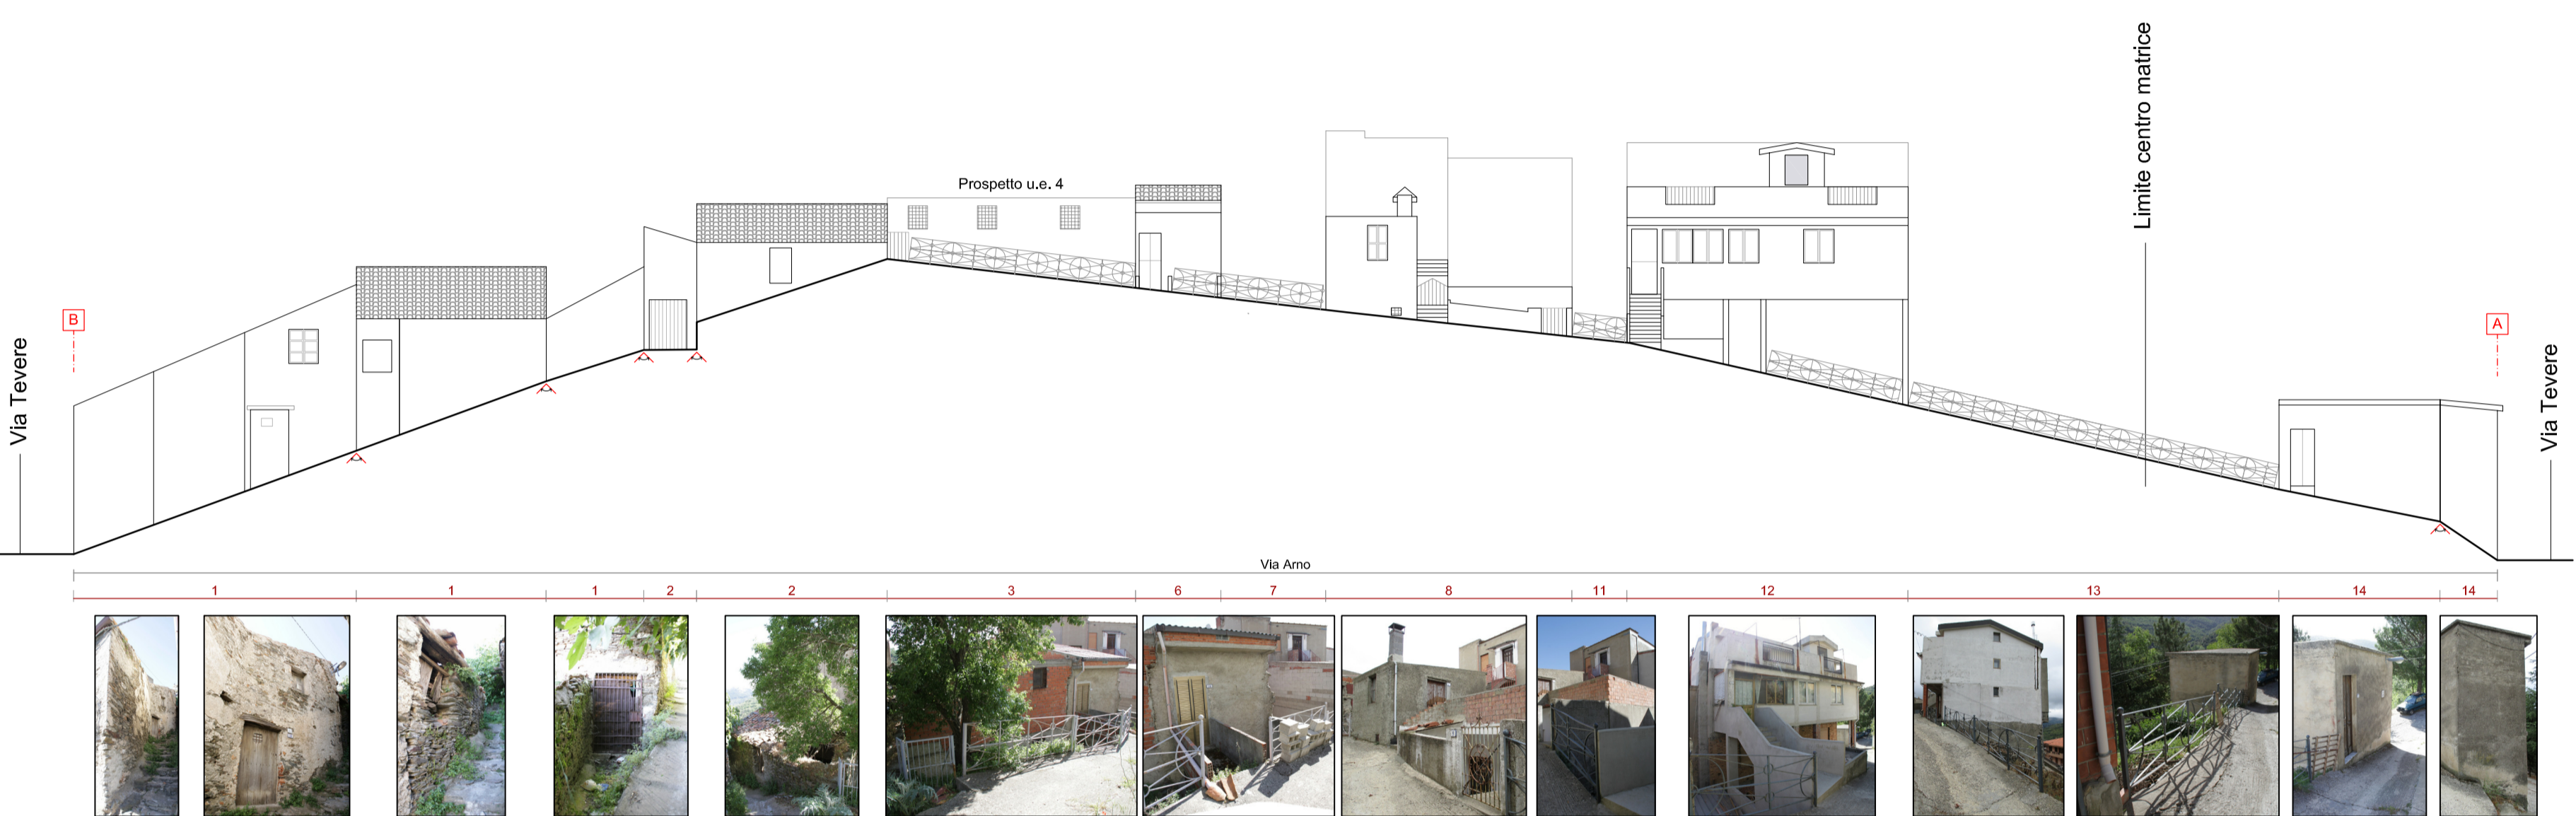 Limite centro matrice
Prospetto u.e. 4
B
A
Via Tevere
Via Tevere
Via Arno
1 1 1 2 2 3 6 7 8 11 12 13 14 14